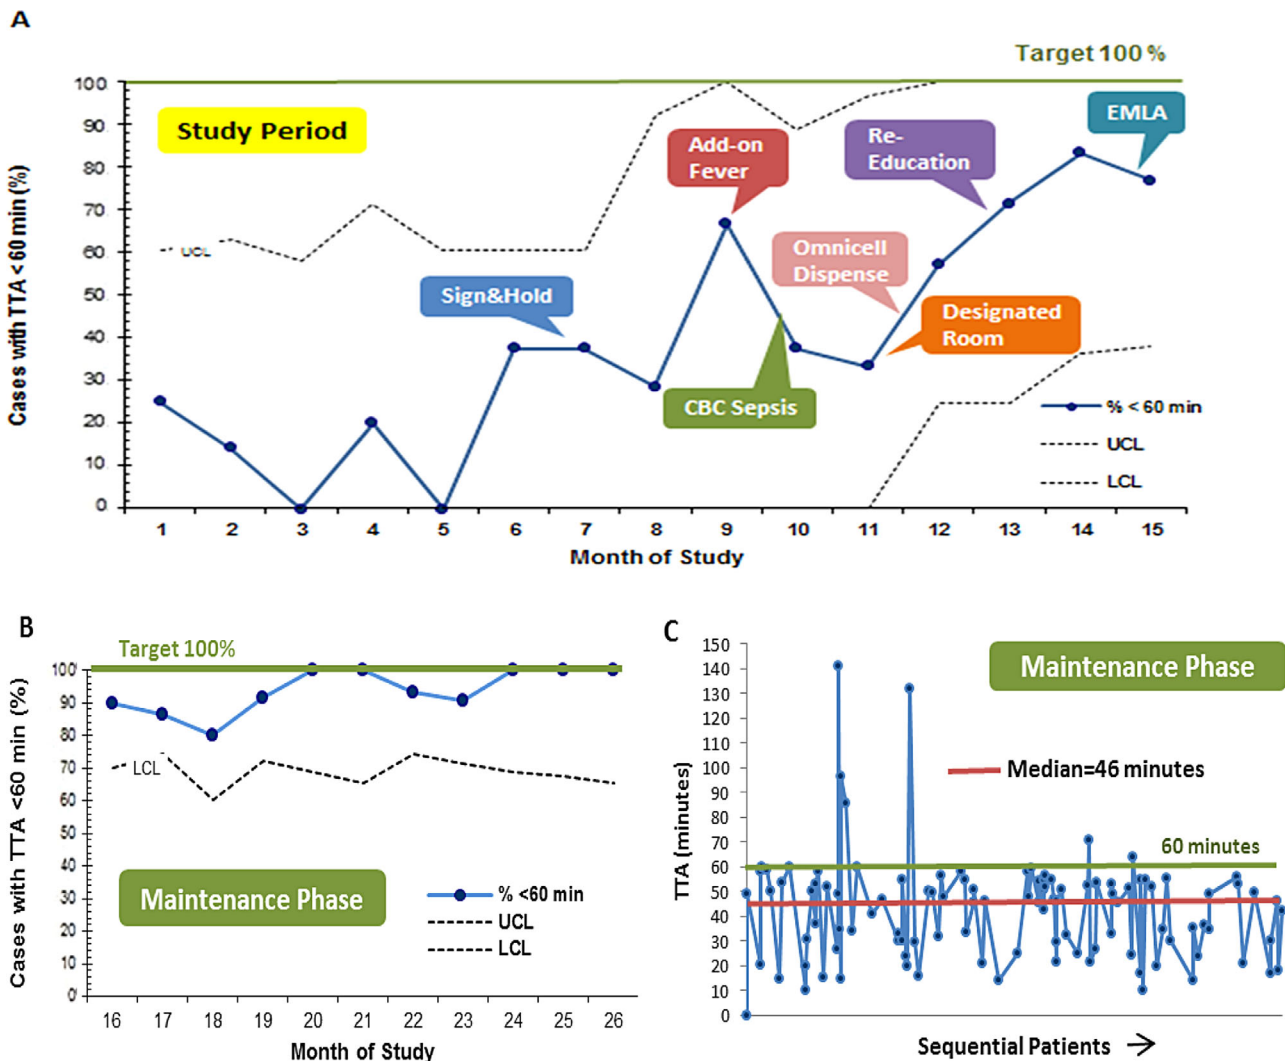 A
Target 100 %
Cases with TTA < 60 min (%)
100
90
80
70
60
50
40
30
20
10
0
Study Period
UCL
Sign&Hold
Add-on
Fever
CBC Sepsis
Omnicell
Dispense
Re-
Education
Designated
Room
EMLA
% < 60 min
UCL
LCL
1 2 3 4 5 6 7 8 9 10 11 12 13 14 15
Month of Study
B
Target 100%
Cases with TTA <60 min (%)
100
90
80
70
60
50
40
30
20
10
0
LCL
Maintenance Phase
% <60 min
UCL
LCL
16 17 18 19 20 21 22 23 24 25 26
Month of Study
C
TTA (minutes)
150
140
130
120
110
100
90
80
70
60
50
40
30
20
10
0
Maintenance Phase
Median=46 minutes
60 minutes
Sequential Patients →